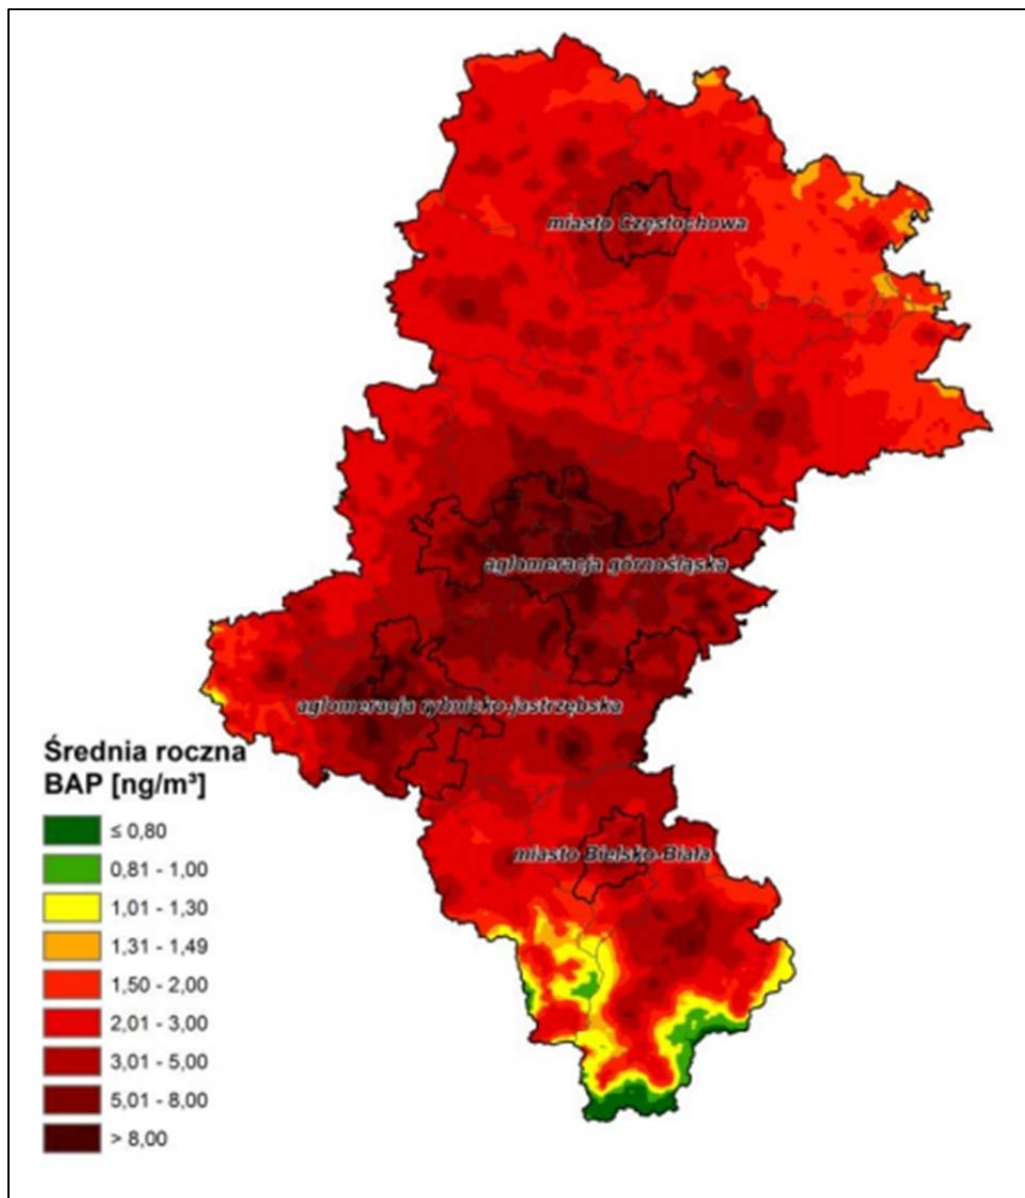 miasto Częstochowa
aglomeracja górnośląska
aglomeracja rybnicko-jastrzębska
miasto Bielsko-Biała
Średnia roczna
BAP [ng/m³]
≤ 0,80
0,81 - 1,00
1,01 - 1,30
1,31 - 1,49
1,50 - 2,00
2,01 - 3,00
3,01 - 5,00
5,01 - 8,00
> 8,00